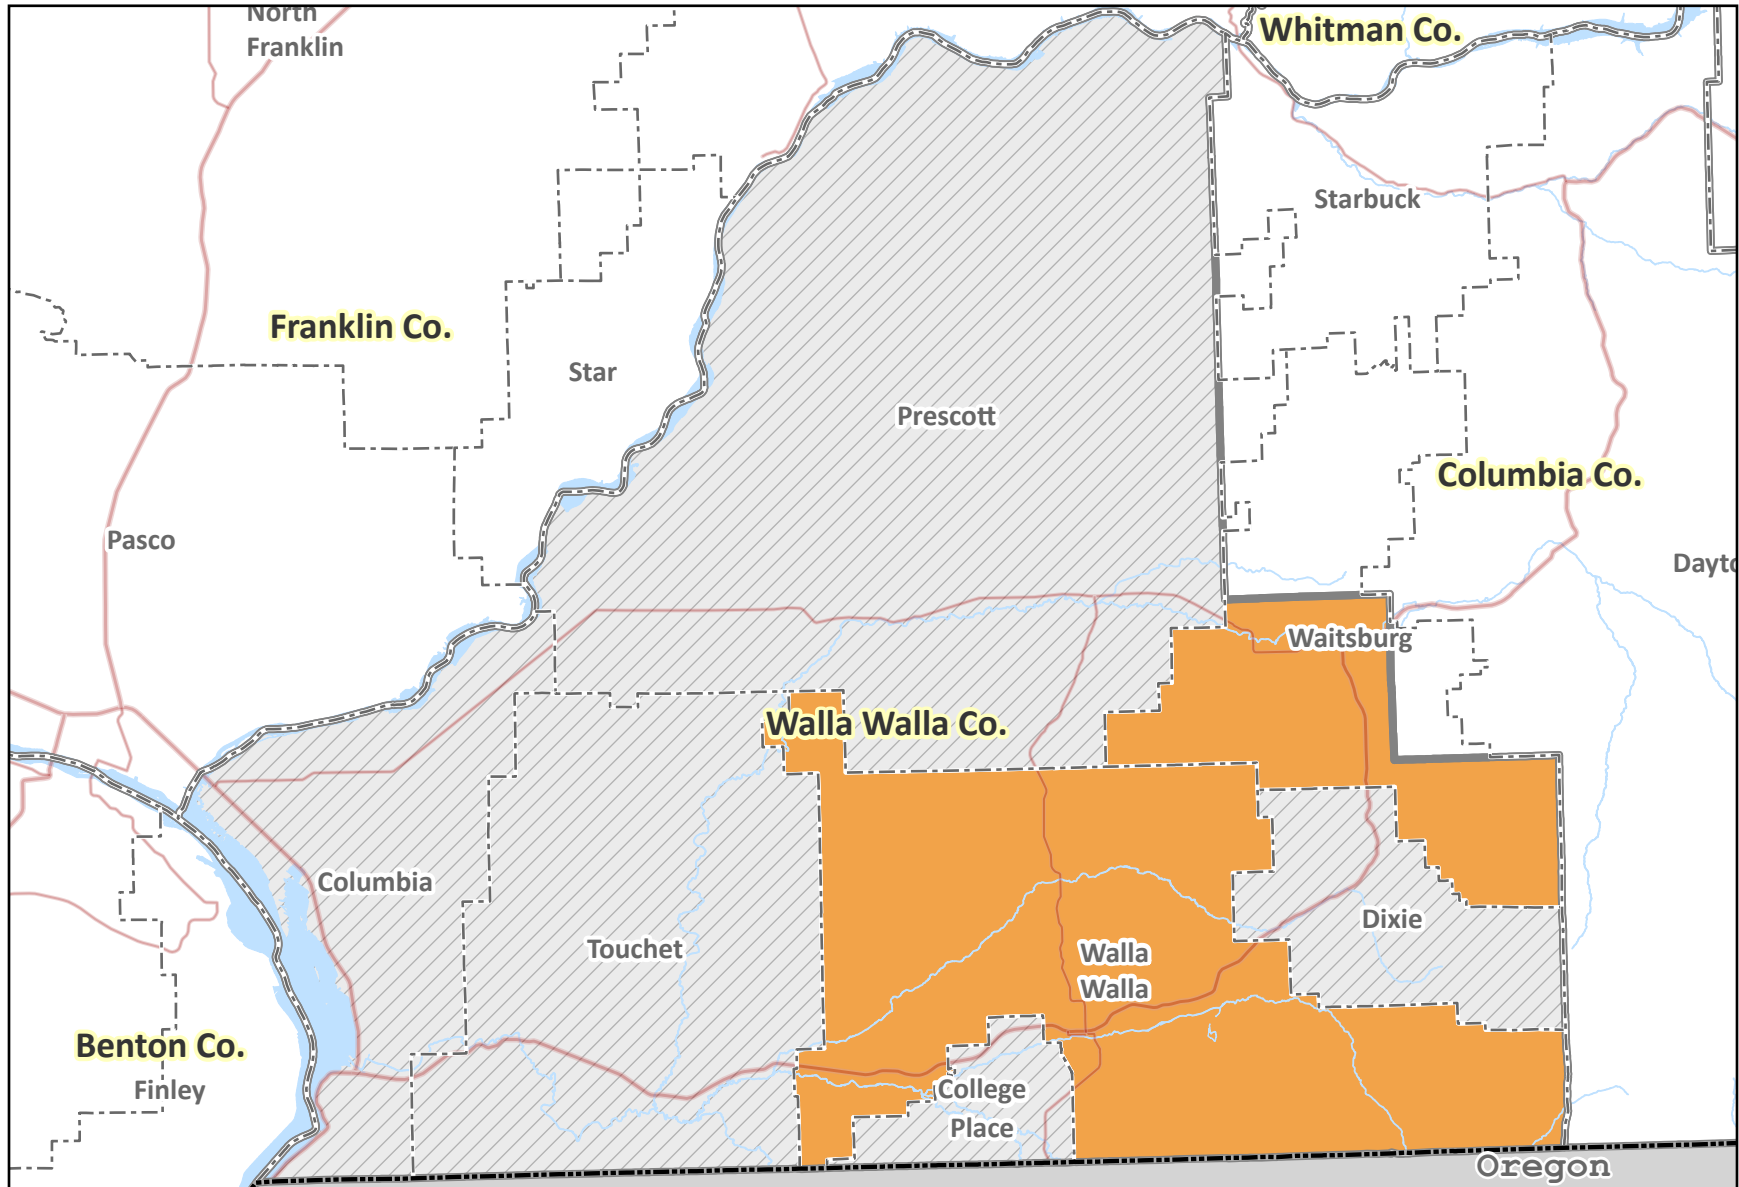 North
Franklin
Whitman Co.
Starbuck
Franklin Co.
Star
Prescott
Columbia Co.
Pasco
Dayto
Waitsburg
Walla Walla Co.
Columbia
Touchet
Dixie
Walla
Walla
Benton Co.
Finley
College
Place
Oregon